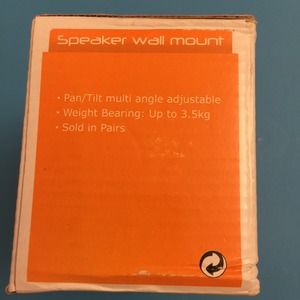 Speaker wall mount
• Pan/Tilt multi angle adjustable
• Weight Bearing: Up to 3.5kg
• Sold in Pairs